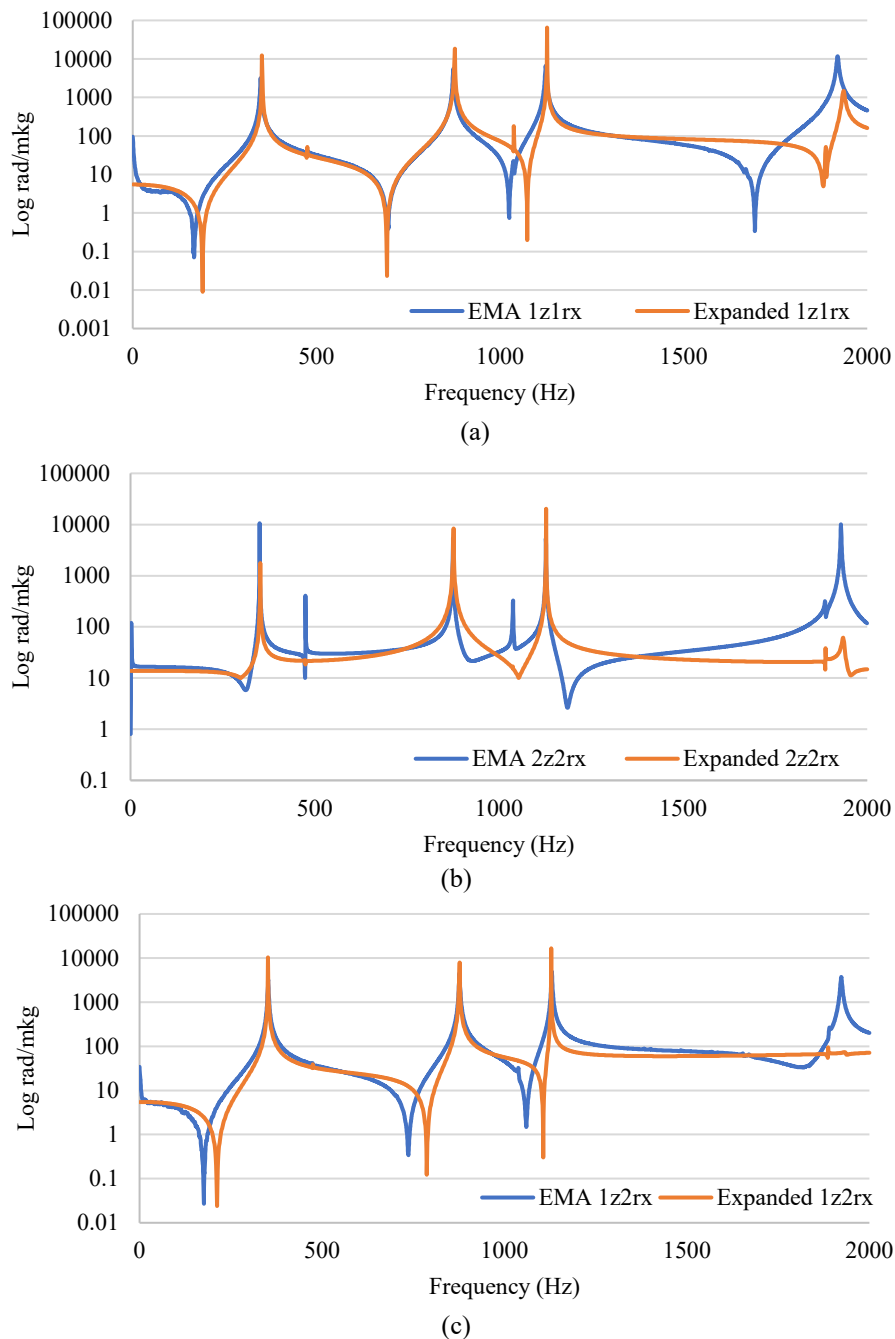 100000
10000
1000
100
10
1
0.1
0.01
0.001
Log rad/mkg
EMA 1z1rx Expanded 1z1rx
0 500 1000 1500 2000
Frequency (Hz)
(a)
100000
10000
1000
100
10
1
0.1
Log rad/mkg
EMA 2z2rx Expanded 2z2rx
0 500 1000 1500 2000
Frequency (Hz)
(b)
100000
10000
1000
100
10
1
0.1
0.01
Log rad/mkg
EMA 1z2rx Expanded 1z2rx
0 500 1000 1500 2000
Frequency (Hz)
(c)